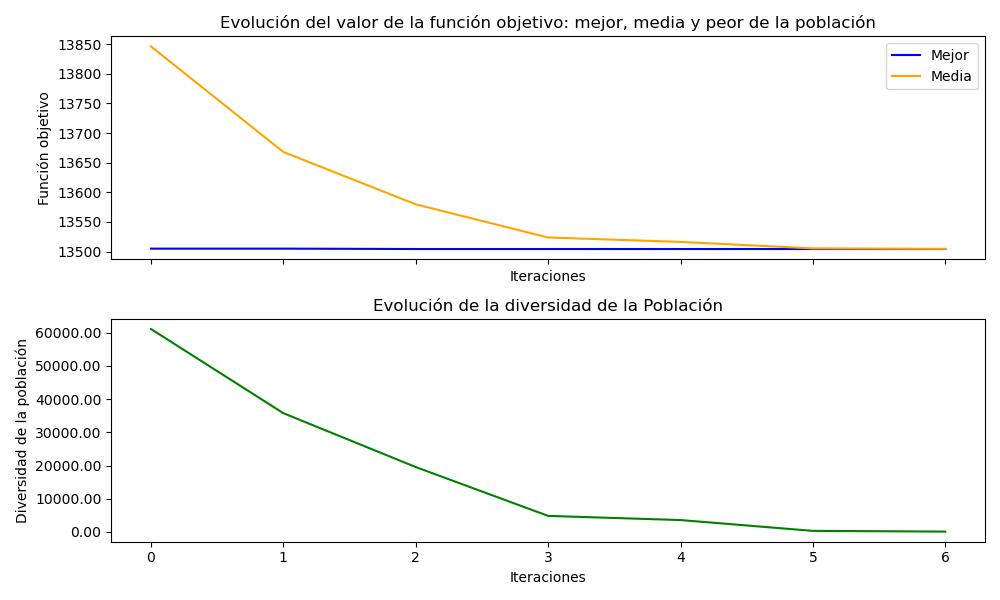 Evolución del valor de la función objetivo: mejor, media y peor de la población
Función objetivo
13850
13800
13750
13700
13650
13600
13550
13500
Mejor
Media
Iteraciones
Evolución de la diversidad de la Población
Diversidad de la población
60000.00
50000.00
40000.00
30000.00
20000.00
10000.00
0.00
0 1 2 3 4 5 6
Iteraciones